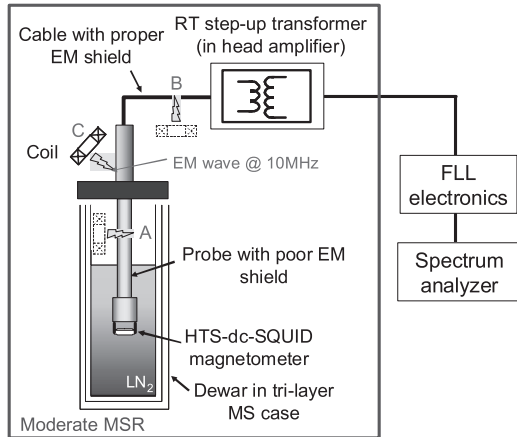 Cable with proper
EM shield
RT step-up transformer
(in head amplifier)
B
C
Coil
EM wave @ 10MHz
FLL
electronics
A
Probe with poor EM
shield
Spectrum
analyzer
HTS-dc-SQUID
magnetometer
LN2
Dewar in tri-layer
MS case
Moderate MSR